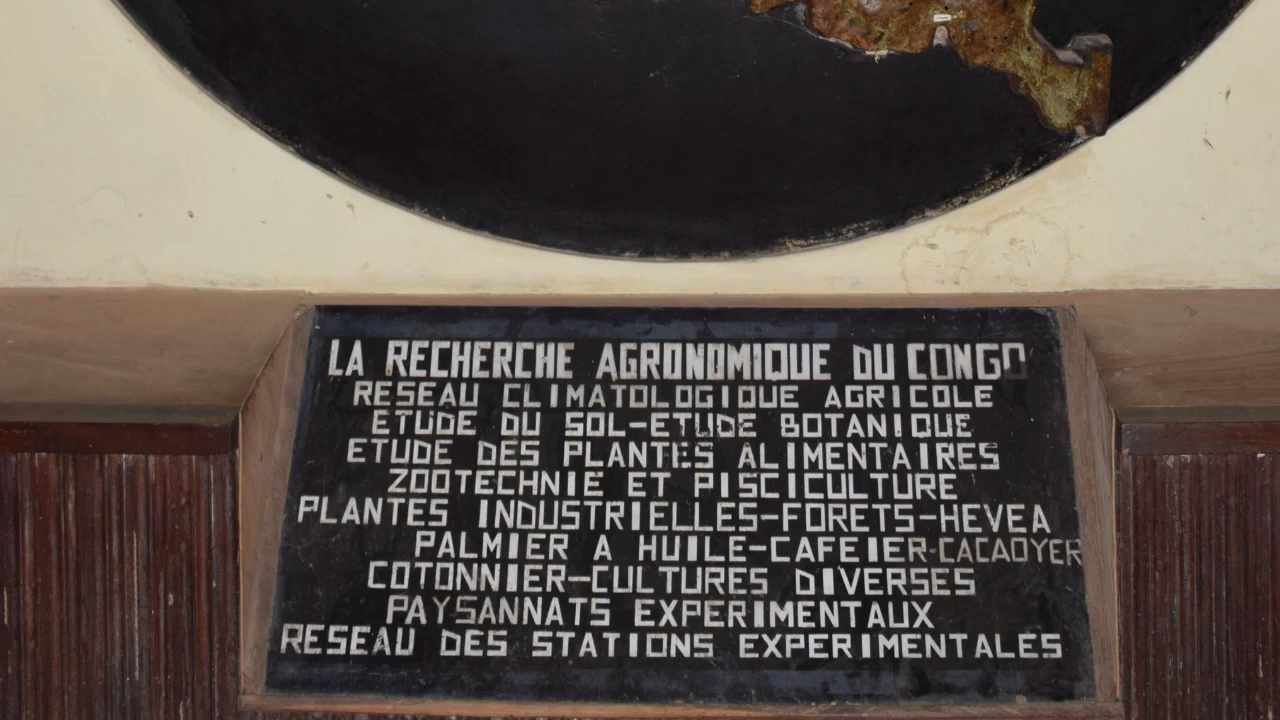 LA RECHERCHE AGRONOMIQUE DU CONGO
RESEAU CLIMATOLOGIQUE AGRICOLE
ETUDE DU SOL-ETUDE BOTANIQUE
ETUDE DES PLANTES ALIMENTAIRES
ZOOTECHNIE ET PISCICULTURE
PLANTES INDUSTRIELLES-FORETS-HEVEA
PALMIER A HUILE-CAFEIER-CACAOYER
COTONNIER-CULTURES DIVERSES
PAYSANNATS EXPERIMENTAUX
RESEAU DES STATIONS EXPERIMENTALES